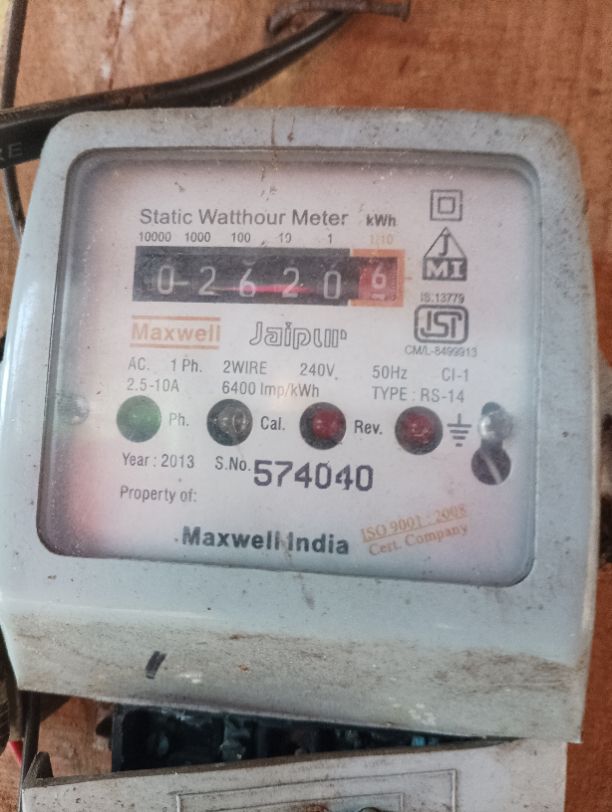 Static Watthour Meter kWh
10000 1000 100 10 1 1/10
0 2 6 2 0 6
J
MI
IS:13779
ISI
CM/L-8499913
Maxwell Jaipur
AC. 1 Ph. 2WIRE 240V. 50Hz Cl-1
2.5-10A 6400 Imp/kWh TYPE : RS-14
Ph. Cal. Rev.
Year : 2013 S.No. 574040
Property of:
Maxwell India
ISO 9001 : 2008
Cert. Company